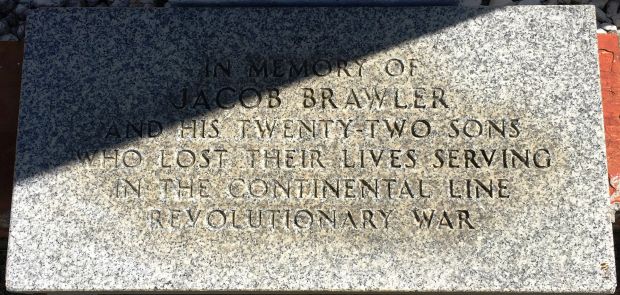 IN MEMORY OF
JACOB BRAWLER
AND HIS TWENTY-TWO SONS
WHO LOST THEIR LIVES SERVING
IN THE CONTINENTAL LINE
REVOLUTIONARY WAR